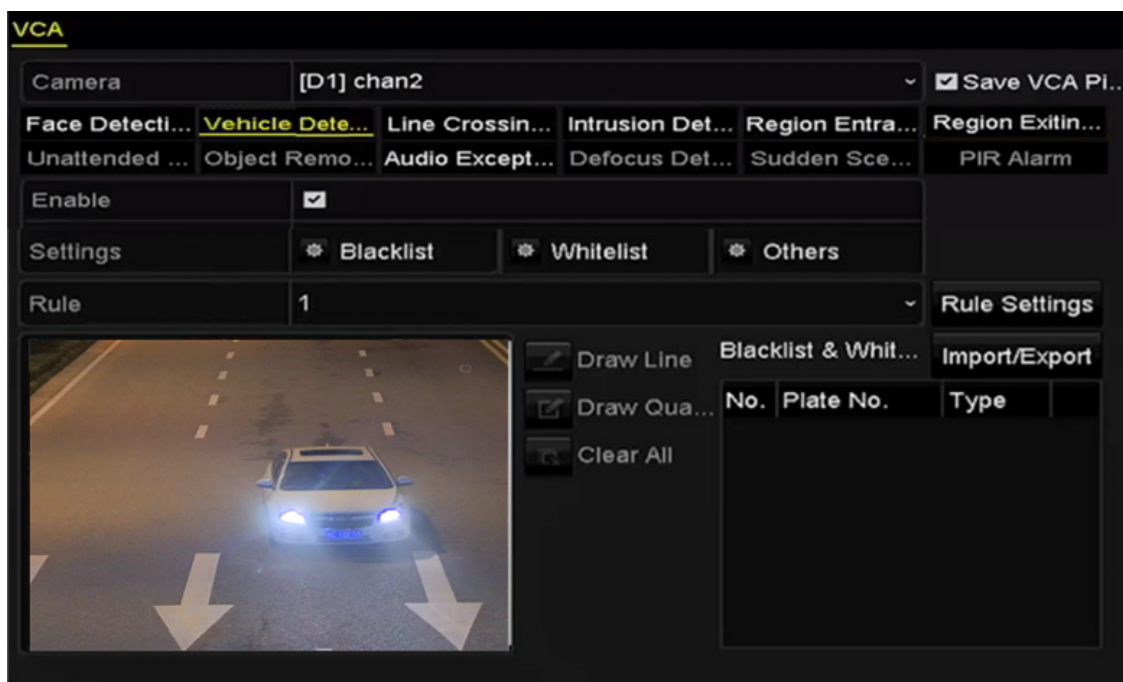 VCA
Camera [D1] chan2 Save VCA Pi..
Face Detecti... Vehicle Dete... Line Crossin... Intrusion Det... Region Entra... Region Exitin...
Unattended ... Object Remo... Audio Except... Defocus Det... Sudden Sce... PIR Alarm
Enable
Settings Blacklist Whitelist Others
Rule 1 Rule Settings
Draw Line Blacklist & Whit... Import/Export
Draw Qua... No. Plate No. Type
Clear All